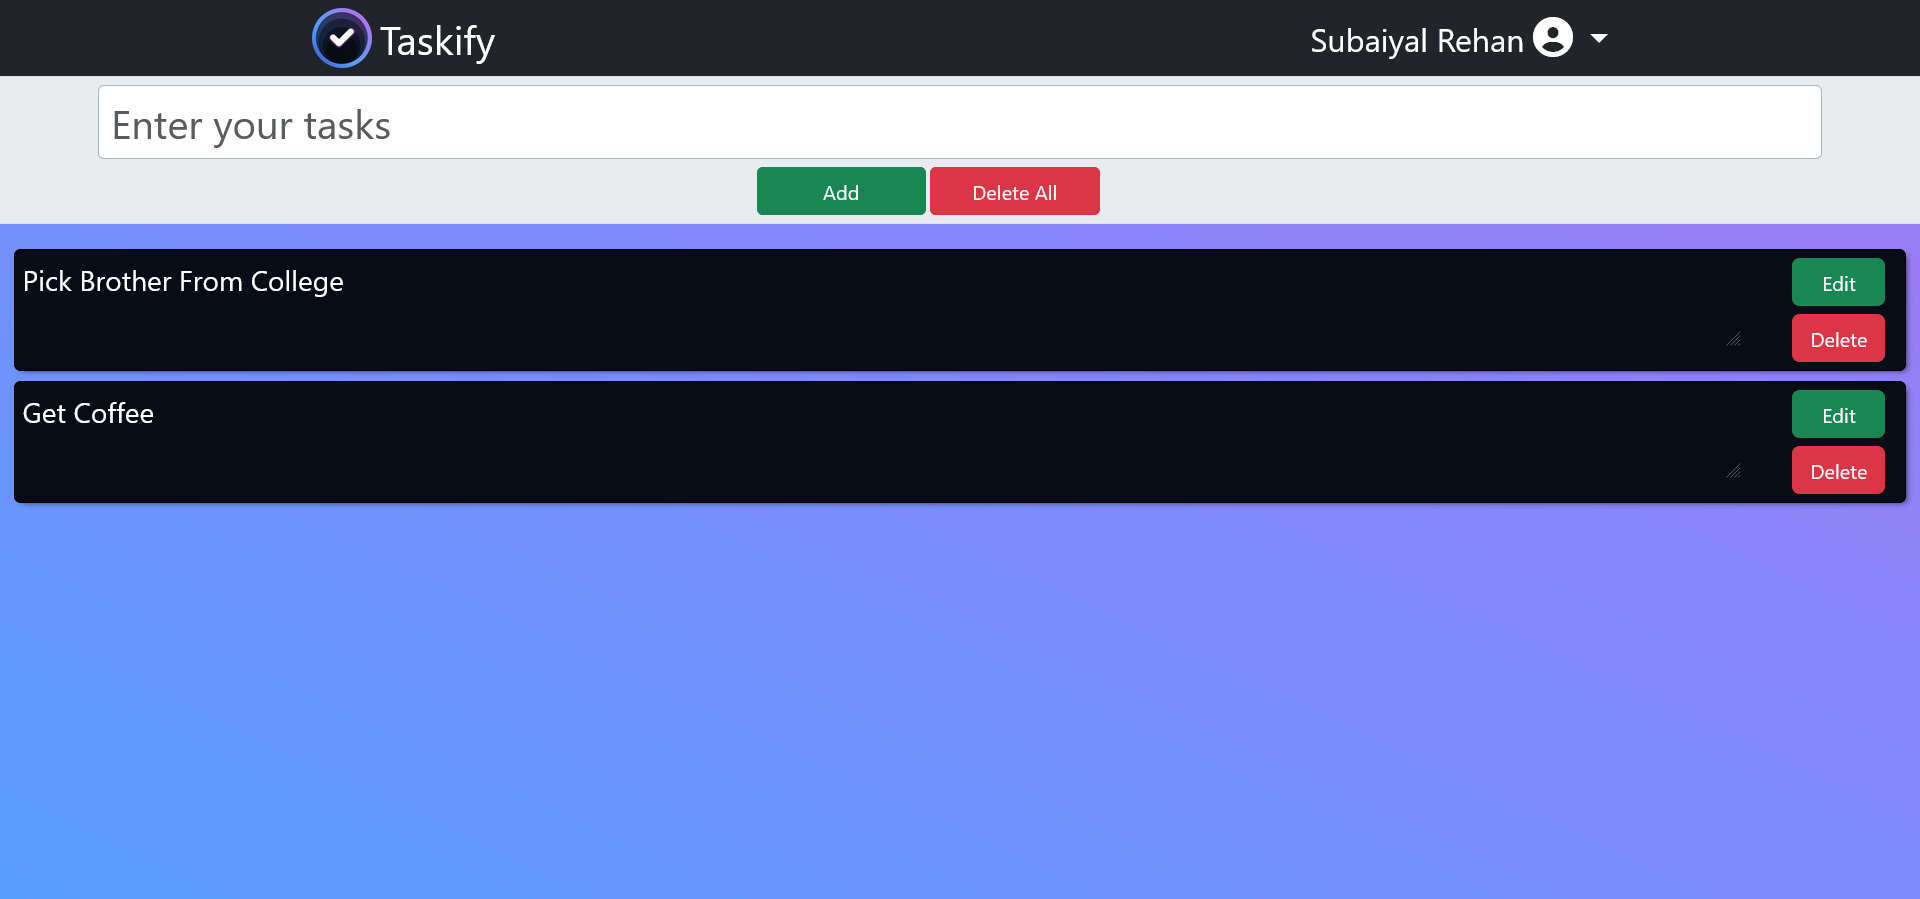 Taskify
Subaiyal Rehan
Enter your tasks
Add
Delete All
Pick Brother From College
Edit
Delete
Get Coffee
Edit
Delete